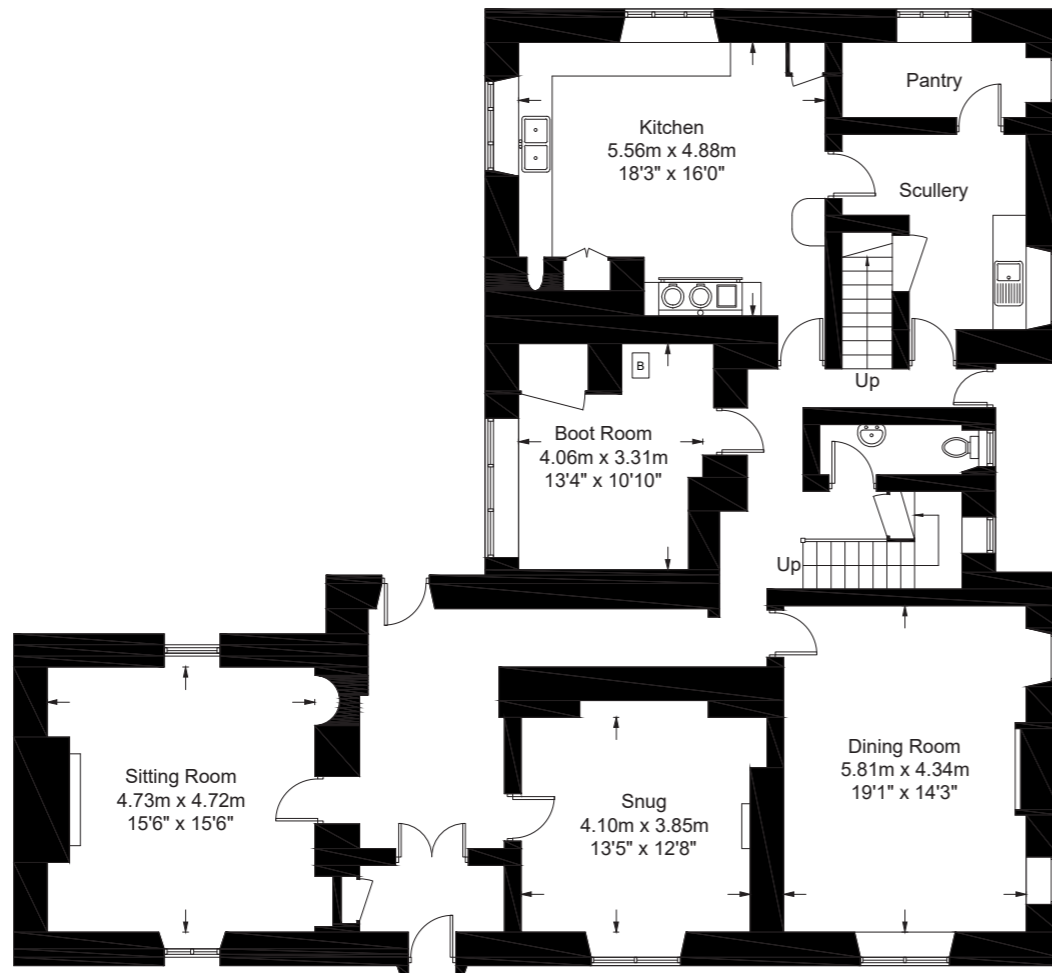 Pantry
Kitchen
5.56m x 4.88m
18'3" x 16'0"
Scullery
Up
B
Boot Room
4.06m x 3.31m
13'4" x 10'10"
Up
Sitting Room
4.73m x 4.72m
15'6" x 15'6"
Snug
4.10m x 3.85m
13'5" x 12'8"
Dining Room
5.81m x 4.34m
19'1" x 14'3"